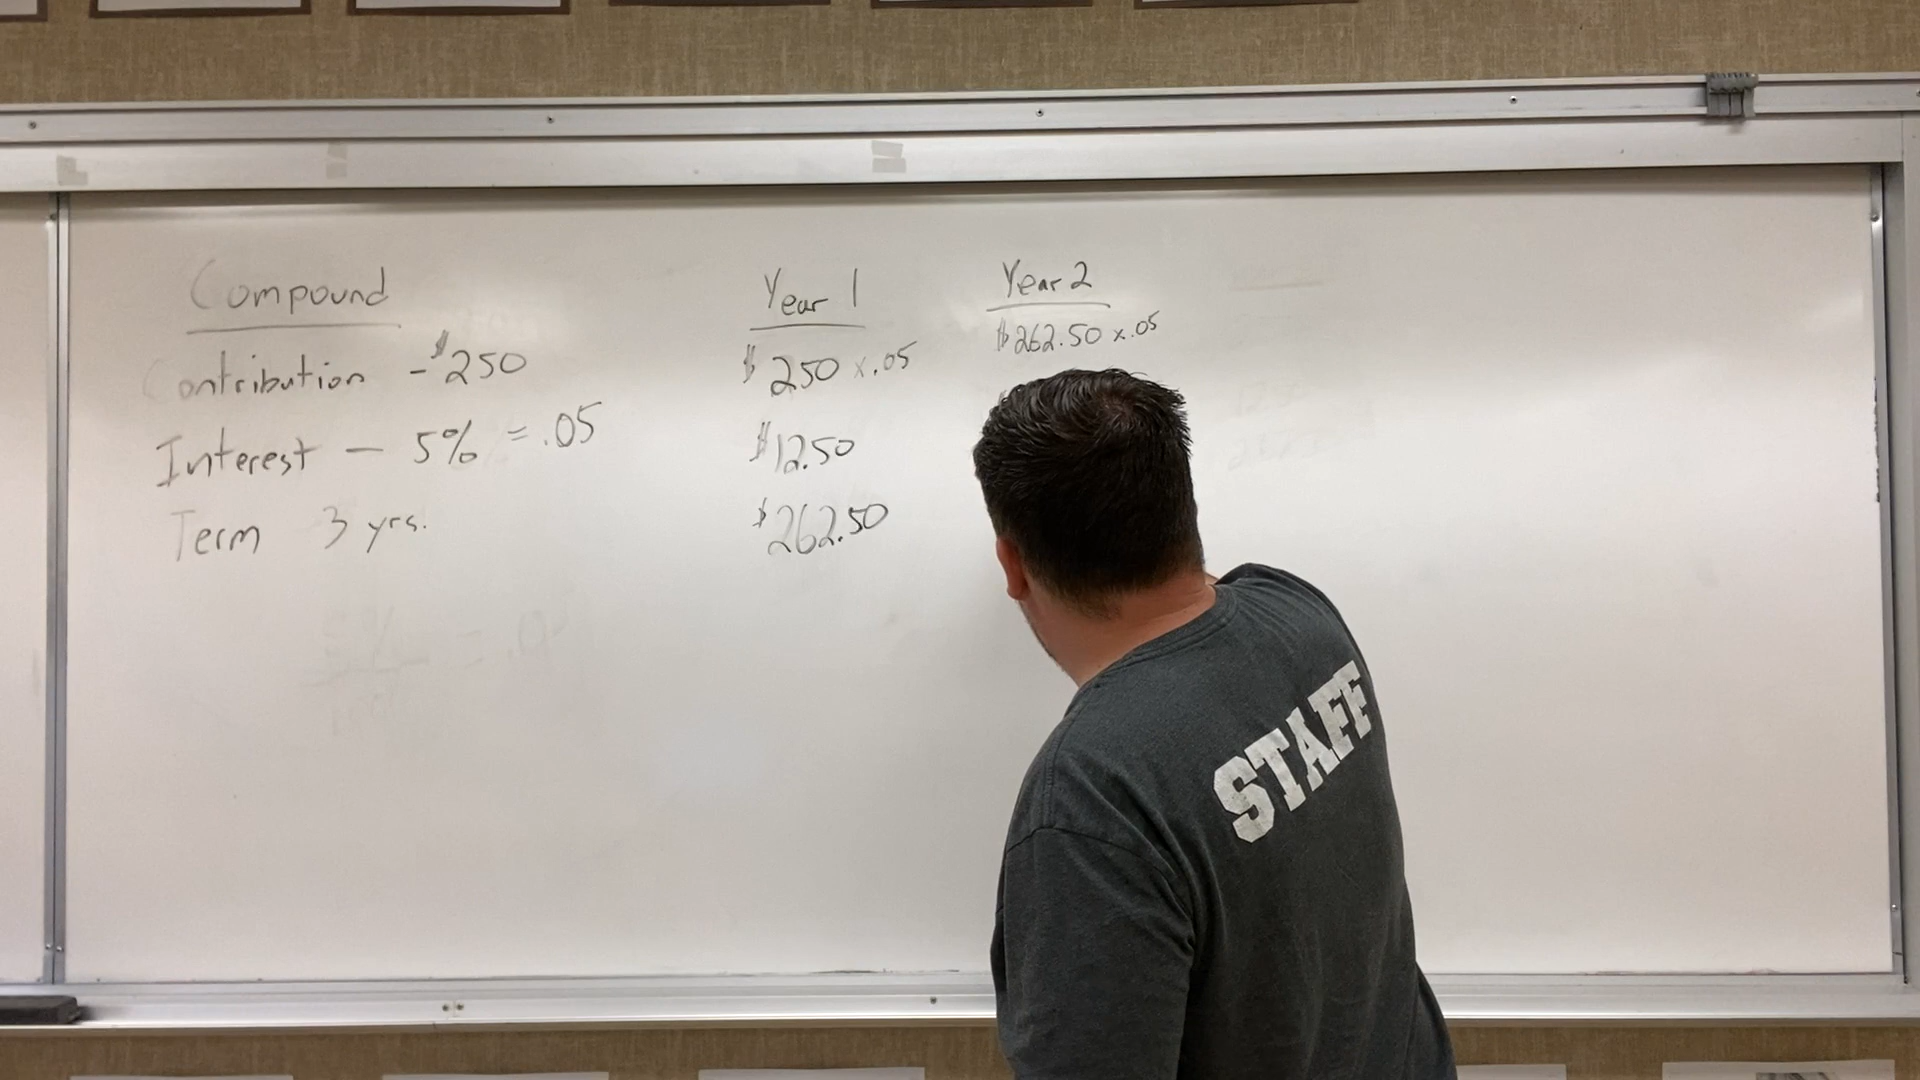 Compound
Contribution - $250
Interest - 5% = .05
Term 3 yrs.
Year 1
$250 x .05
$12.50
$262.50
Year 2
$262.50 x .05
STAFF